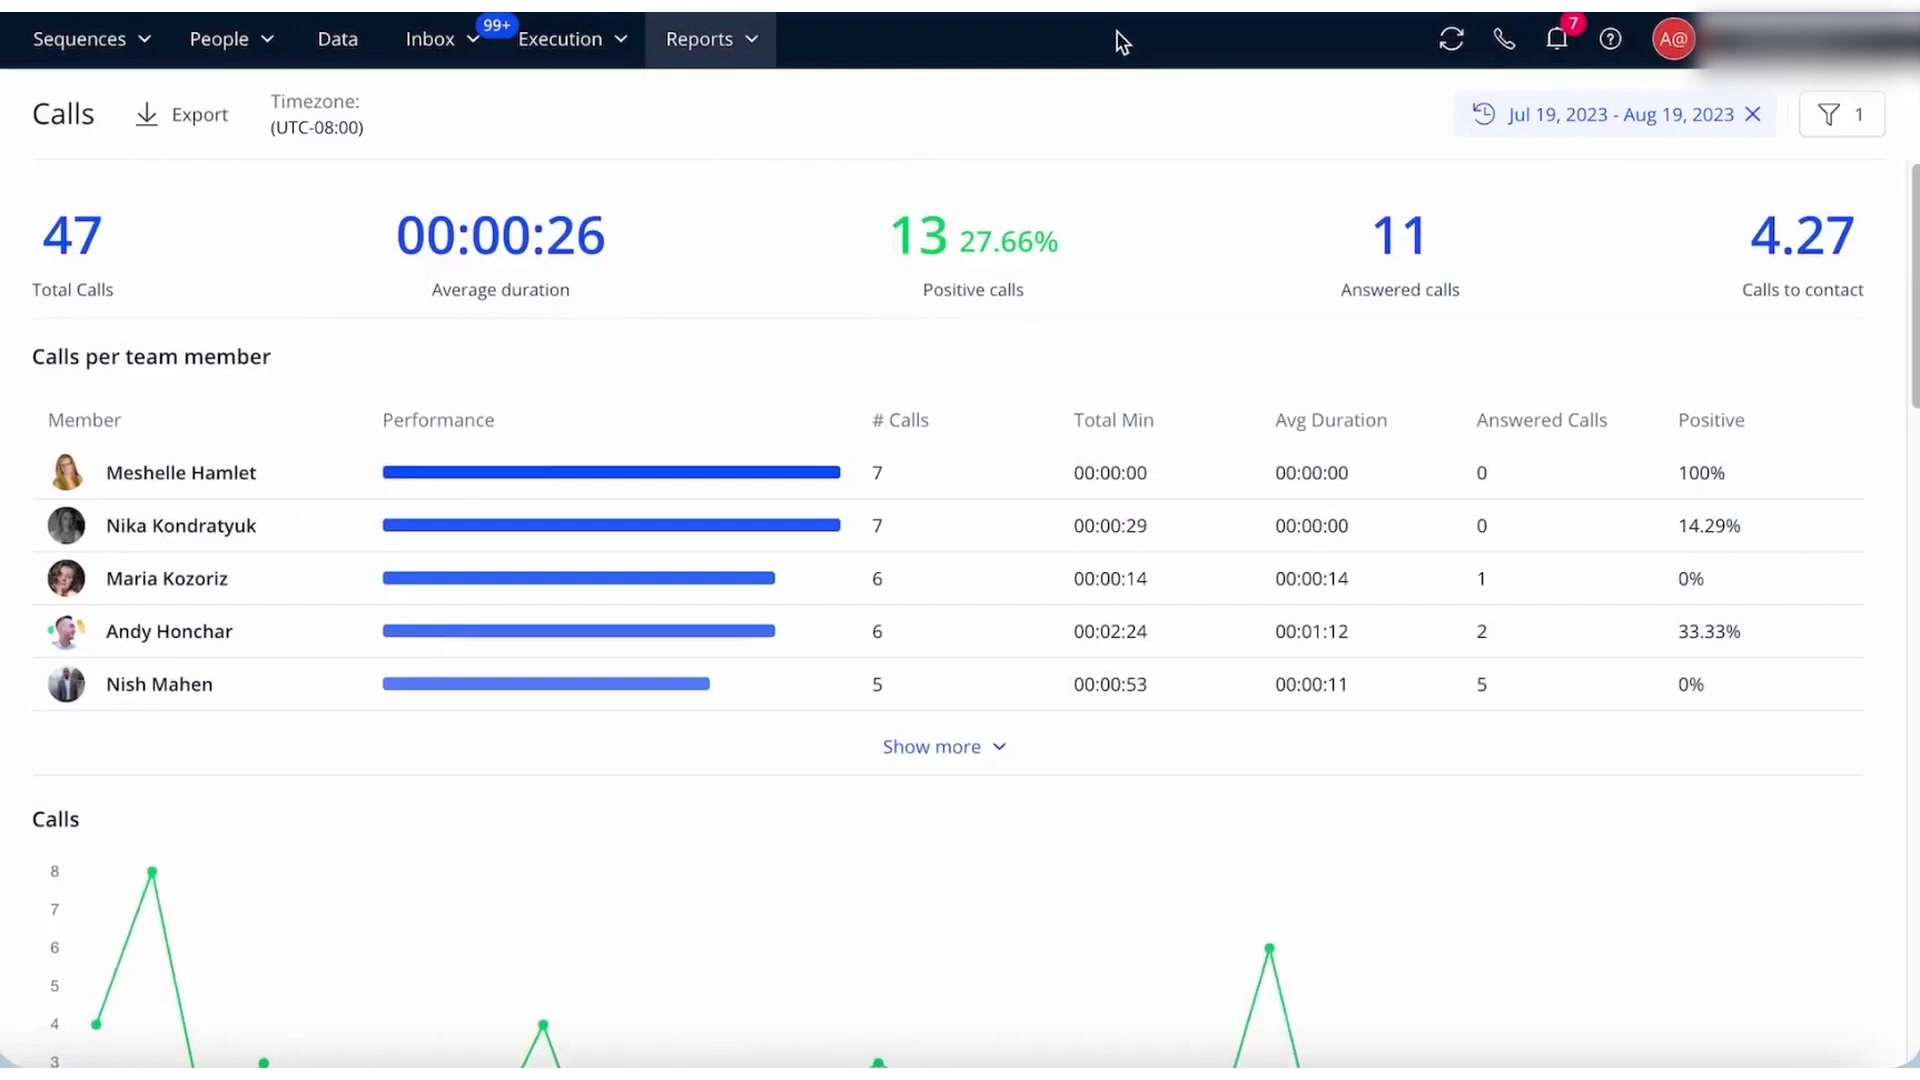 Sequences People Data Inbox 99+ Execution Reports 7 A@
Calls Export Timezone: (UTC-08:00) Jul 19, 2023 - Aug 19, 2023 1
47 00:00:26 13 27.66% 11 4.27
Total Calls Average duration Positive calls Answered calls Calls to contact
Calls per team member
Member Performance # Calls Total Min Avg Duration Answered Calls Positive
Meshelle Hamlet 7 00:00:00 00:00:00 0 100%
Nika Kondratyuk 7 00:00:29 00:00:00 0 14.29%
Maria Kozoriz 6 00:00:14 00:00:14 1 0%
Andy Honchar 6 00:02:24 00:01:12 2 33.33%
Nish Mahen 5 00:00:53 00:00:11 5 0%
Show more
Calls
8
7
6
5
4
3